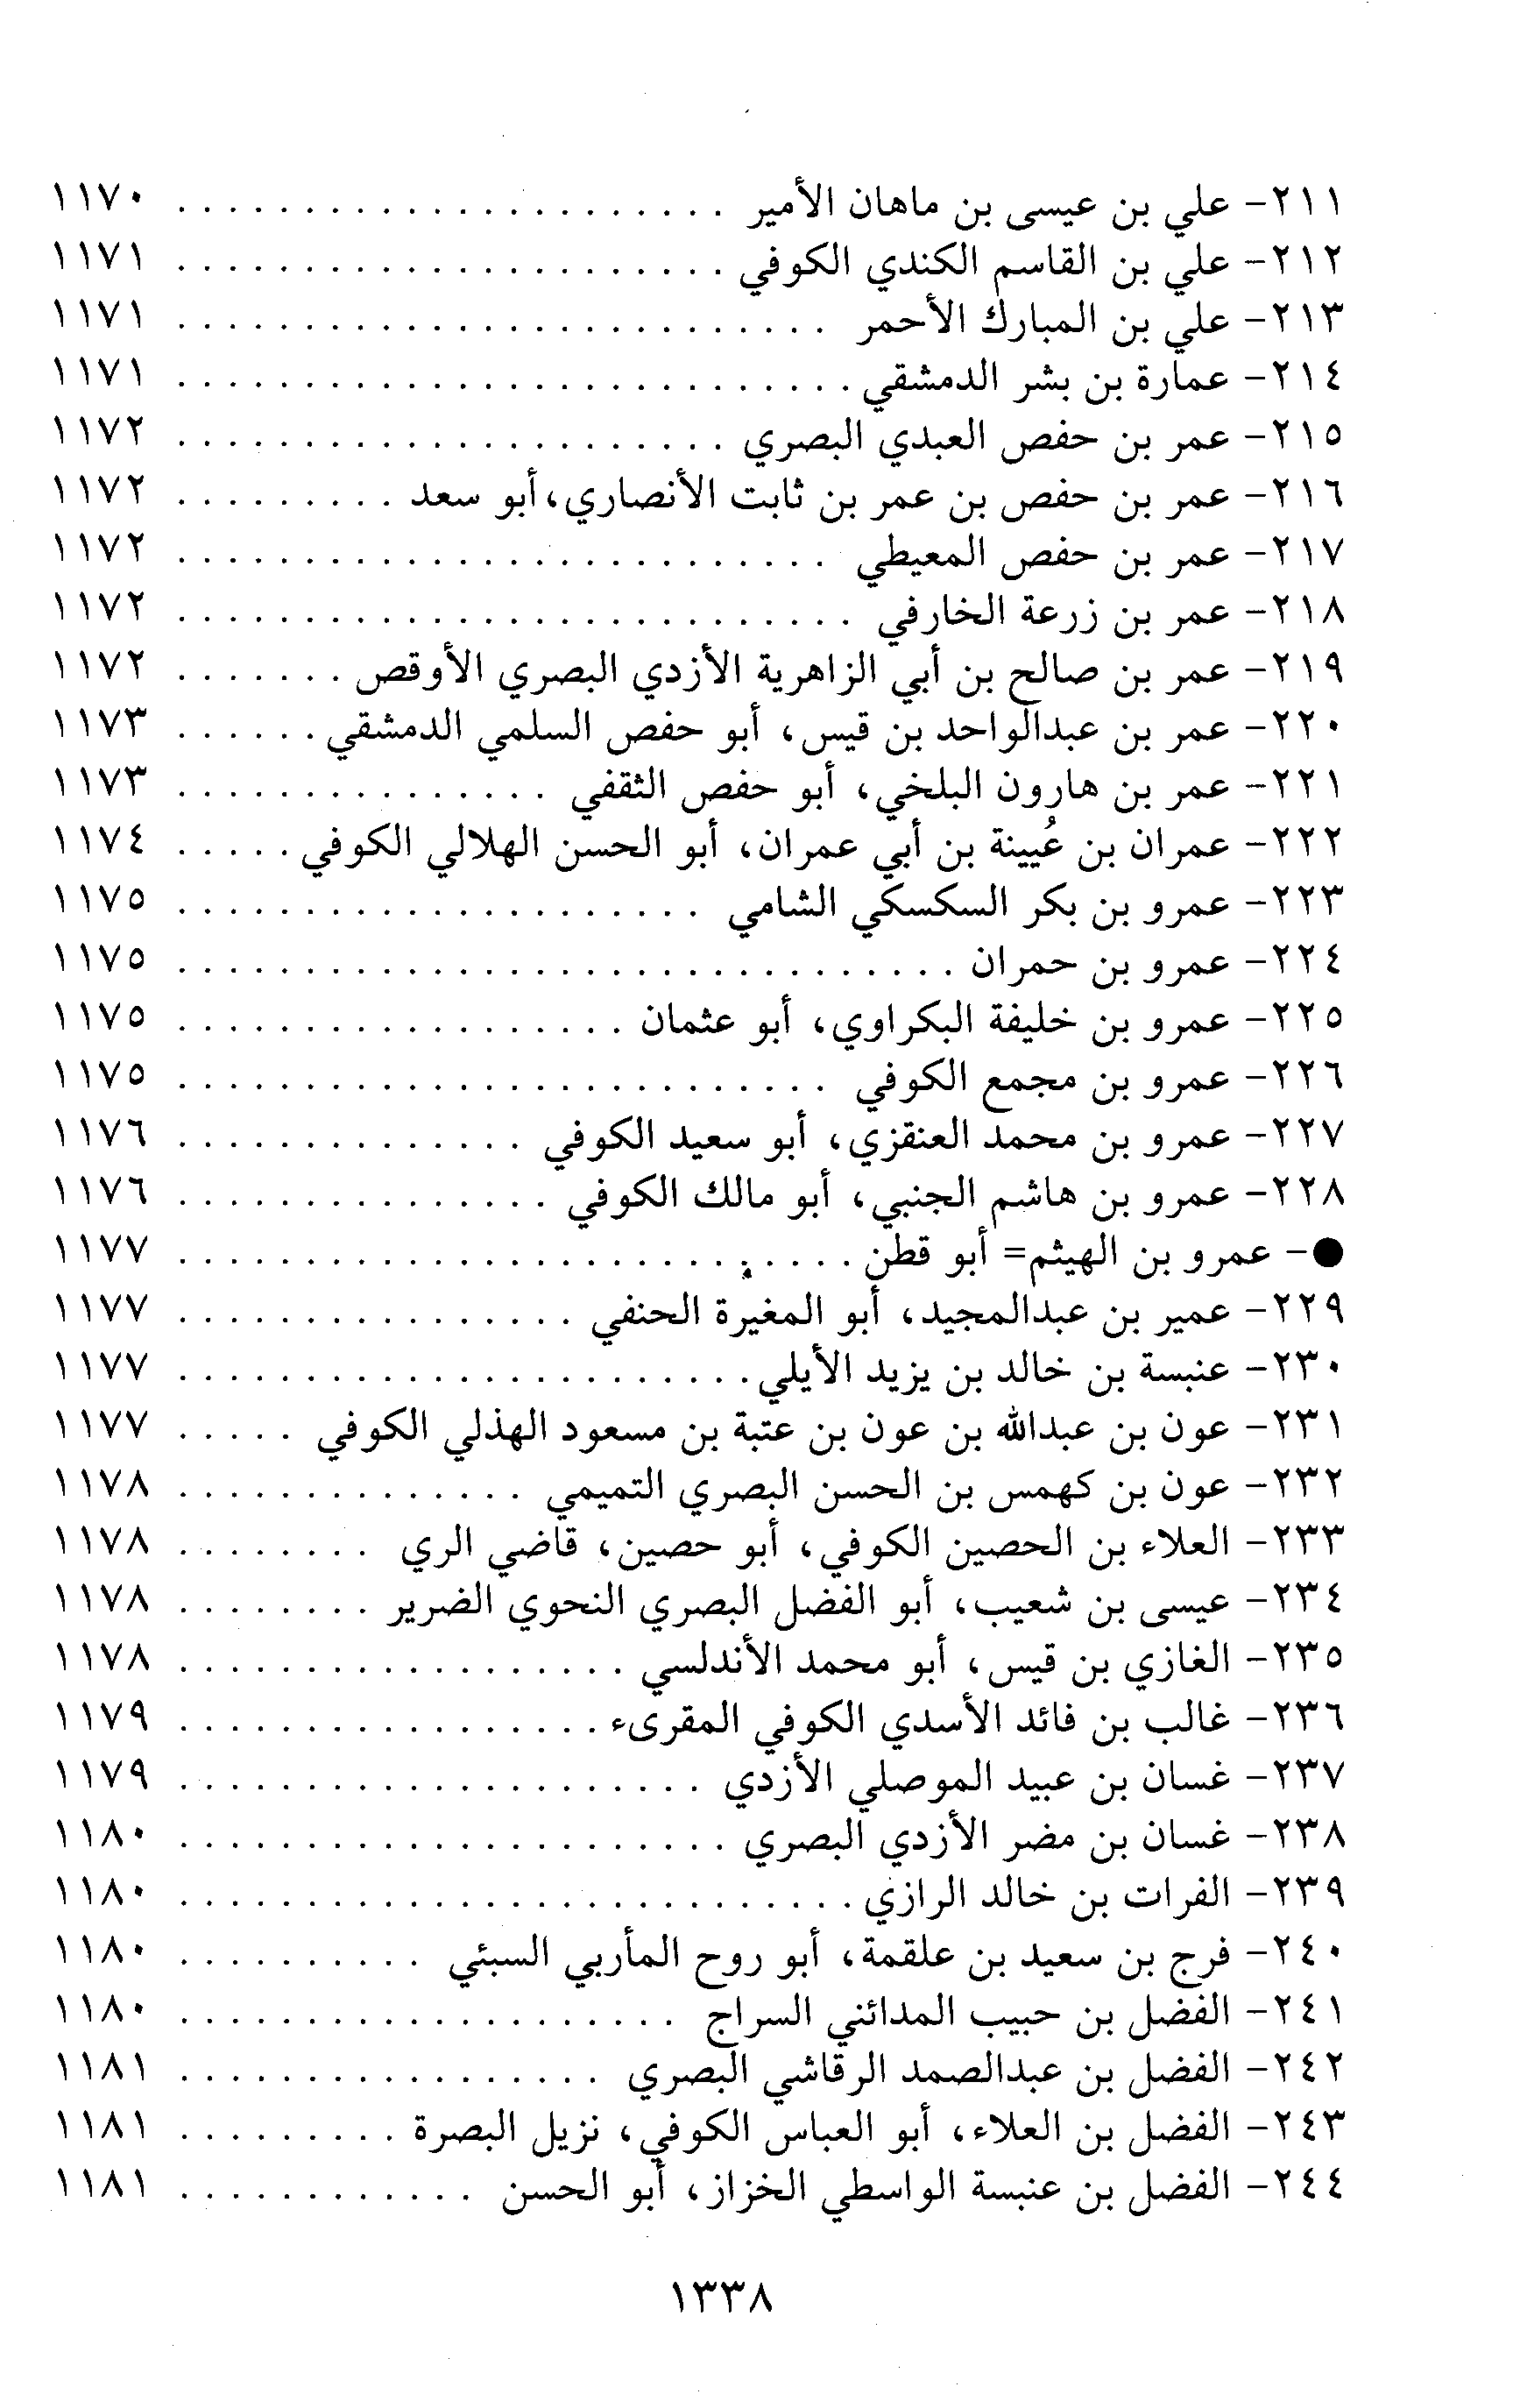 ٢١١- علي بن عيسى بن ماهان الأمير . . . . . . . . . . . . . . . . . . . . . . ١١٧٠
٢١٢- علي بن القاسم الكندي الكوفي . . . . . . . . . . . . . . . . . . . . . . ١١٧١
٢١٣- علي بن المبارك الأحمر . . . . . . . . . . . . . . . . . . . . . . . . . . ١١٧١
٢١٤- عمارة بن بشر الدمشقي . . . . . . . . . . . . . . . . . . . . . . . . . . . ١١٧١
٢١٥- عمر بن حفص العبدي البصري . . . . . . . . . . . . . . . . . . . . . . ١١٧٢
٢١٦- عمر بن حفص بن عمر بن ثابت الأنصاري،أبو سعد . . . . . . . . . ١١٧٢
٢١٧- عمر بن حفص المعيطي . . . . . . . . . . . . . . . . . . . . . . . . . . ١١٧٢
٢١٨- عمر بن زرعة الخارفي . . . . . . . . . . . . . . . . . . . . . . . . . . . ١١٧٢
٢١٩- عمر بن صالح بن أبي الزاهرية الأزدي البصري الأوقص . . . . . . . ١١٧٢
٢٢٠- عمر بن عبدالواحد بن قيس، أبو حفص السلمي الدمشقي . . . . . . ١١٧٣
٢٢١- عمر بن هارون البلخي، أبو حفص الثقفي . . . . . . . . . . . . . . . ١١٧٣
٢٢٢- عمران بن عُيينة بن أبي عمران، أبو الحسن الهلالي الكوفي . . . . . ١١٧٤
٢٢٣- عمرو بن بكر السكسكي الشامي . . . . . . . . . . . . . . . . . . . . . ١١٧٥
٢٢٤- عمرو بن حمران . . . . . . . . . . . . . . . . . . . . . . . . . . . . . . . ١١٧٥
٢٢٥- عمرو بن خليفة البكراوي، أبو عثمان . . . . . . . . . . . . . . . . . . ١١٧٥
٢٢٦- عمرو بن مجمع الكوفي . . . . . . . . . . . . . . . . . . . . . . . . . . ١١٧٥
٢٢٧- عمرو بن محمد العنقزي، أبو سعيد الكوفي . . . . . . . . . . . . . . ١١٧٦
٢٢٨- عمرو بن هاشم الجنبي، أبو مالك الكوفي . . . . . . . . . . . . . . . ١١٧٦
●- عمرو بن الهيثم= أبو قطن . . . . . . . . . . . . . . . . . . . . . . . . . . . ١١٧٧
٢٢٩- عمير بن عبدالمجيد، أبو المغيرة الحنفي . . . . . . . . . . . . . . . . ١١٧٧
٢٣٠- عنبسة بن خالد بن يزيد الأيلي . . . . . . . . . . . . . . . . . . . . . . . ١١٧٧
٢٣١- عون بن عبدالله بن عون بن عتبة بن مسعود الهذلي الكوفي . . . . . ١١٧٧
٢٣٢- عون بن كهمس بن الحسن البصري التميمي . . . . . . . . . . . . . . ١١٧٨
٢٣٣- العلاء بن الحصين الكوفي، أبو حصين، قاضي الري . . . . . . . . ١١٧٨
٢٣٤- عيسى بن شعيب، أبو الفضل البصري النحوي الضرير . . . . . . . . ١١٧٨
٢٣٥- الغازي بن قيس، أبو محمد الأندلسي . . . . . . . . . . . . . . . . . . ١١٧٨
٢٣٦- غالب بن فائد الأسدي الكوفي المقرىء . . . . . . . . . . . . . . . . . ١١٧٩
٢٣٧- غسان بن عبيد الموصلي الأزدي . . . . . . . . . . . . . . . . . . . . . ١١٧٩
٢٣٨- غسان بن مضر الأزدي البصري . . . . . . . . . . . . . . . . . . . . . . ١١٨٠
٢٣٩- الفرات بن خالد الرازي . . . . . . . . . . . . . . . . . . . . . . . . . . . ١١٨٠
٢٤٠- فرج بن سعيد بن علقمة، أبو روح المأربي السبئي . . . . . . . . . . ١١٨٠
٢٤١- الفضل بن حبيب المدائني السراج . . . . . . . . . . . . . . . . . . . . ١١٨٠
٢٤٢- الفضل بن عبدالصمد الرقاشي البصري . . . . . . . . . . . . . . . . . ١١٨١
٢٤٣- الفضل بن العلاء، أبو العباس الكوفي، نزيل البصرة . . . . . . . . . ١١٨١
٢٤٤- الفضل بن عنبسة الواسطي الخزاز، أبو الحسن . . . . . . . . . . . . ١١٨١
١٣٣٨